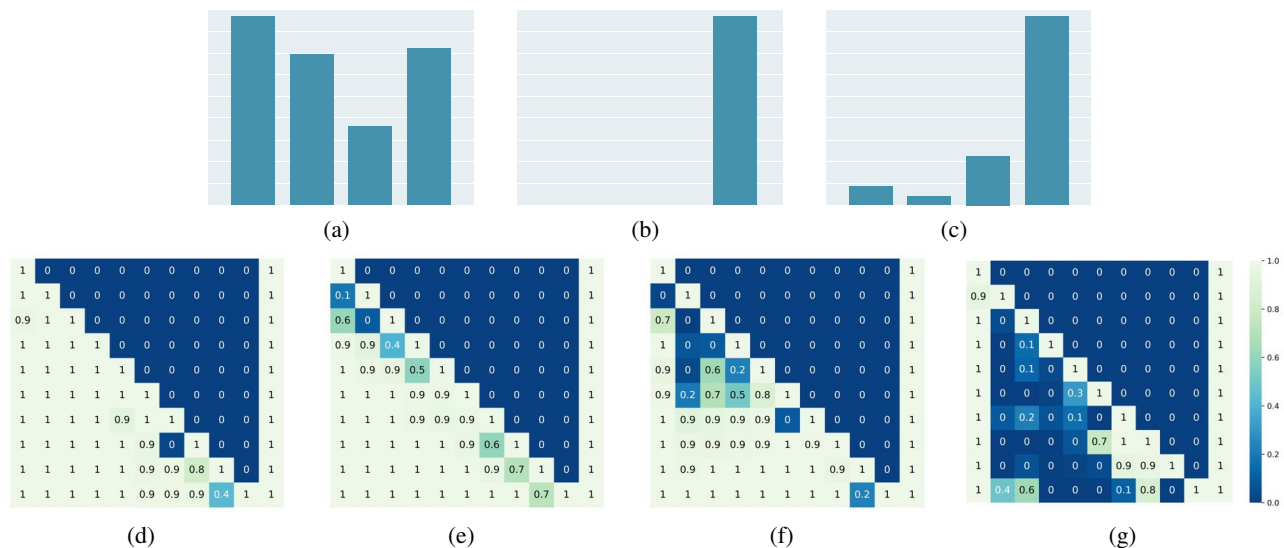 (a)
(b)
(c)
1 0 0 0 0 0 0 0 0 0 1
1 1 0 0 0 0 0 0 0 0 1
0.9 1 1 0 0 0 0 0 0 0 1
1 1 1 1 0 0 0 0 0 0 1
1 1 1 1 1 0 0 0 0 0 1
1 1 1 1 1 1 0 0 0 0 1
1 1 1 1 0.9 1 1 0 0 0 1
1 1 1 1 1 0.9 0 1 0 0 1
1 1 1 1 1 0.9 0.9 0.8 1 0 1
1 1 1 1 1 0.9 0.9 0.9 0.4 1 1
(d)
1 0 0 0 0 0 0 0 0 0 1
0.1 1 0 0 0 0 0 0 0 0 1
0.6 0 1 0 0 0 0 0 0 0 1
0.9 0.9 0.4 1 0 0 0 0 0 0 1
1 0.9 0.9 0.5 1 0 0 0 0 0 1
1 1 1 0.9 0.9 1 0 0 0 0 1
1 1 1 0.9 0.9 0.9 1 0 0 0 1
1 1 1 1 1 0.9 0.6 1 0 0 1
1 1 1 1 1 1 0.9 0.7 1 0 1
1 1 1 1 1 1 1 1 0.7 1 1
(e)
1 0 0 0 0 0 0 0 0 0 1
0 1 0 0 0 0 0 0 0 0 1
0.7 0 1 0 0 0 0 0 0 0 1
1 0 0 1 0 0 0 0 0 0 1
0.9 0 0.6 0.2 1 0 0 0 0 0 1
0.9 0.2 0.7 0.5 0.8 1 0 0 0 0 1
1 0.9 0.9 0.9 0.9 0 1 0 0 0 1
1 0.9 0.9 0.9 0.9 1 0.9 1 0 0 1
1 0.9 1 1 1 1 1 0.9 1 0 1
1 1 1 1 1 1 1 1 0.2 1 1
(f)
1 0 0 0 0 0 0 0 0 0 1
0.9 1 0 0 0 0 0 0 0 0 1
1 0 1 0 0 0 0 0 0 0 1
1 0 0.1 1 0 0 0 0 0 0 1
1 0 0.1 0 1 0 0 0 0 0 1
1 0 0 0 0.3 1 0 0 0 0 1
1 0 0.2 0 0.1 0 1 0 0 0 1
1 0 0 0 0 0.7 1 1 0 0 1
1 0 0 0 0 0 0.9 0.9 1 0 1
1 0.4 0.6 0 0 0 0.1 0.8 0 1 1
(g)
1.0
0.8
0.6
0.4
0.2
0.0